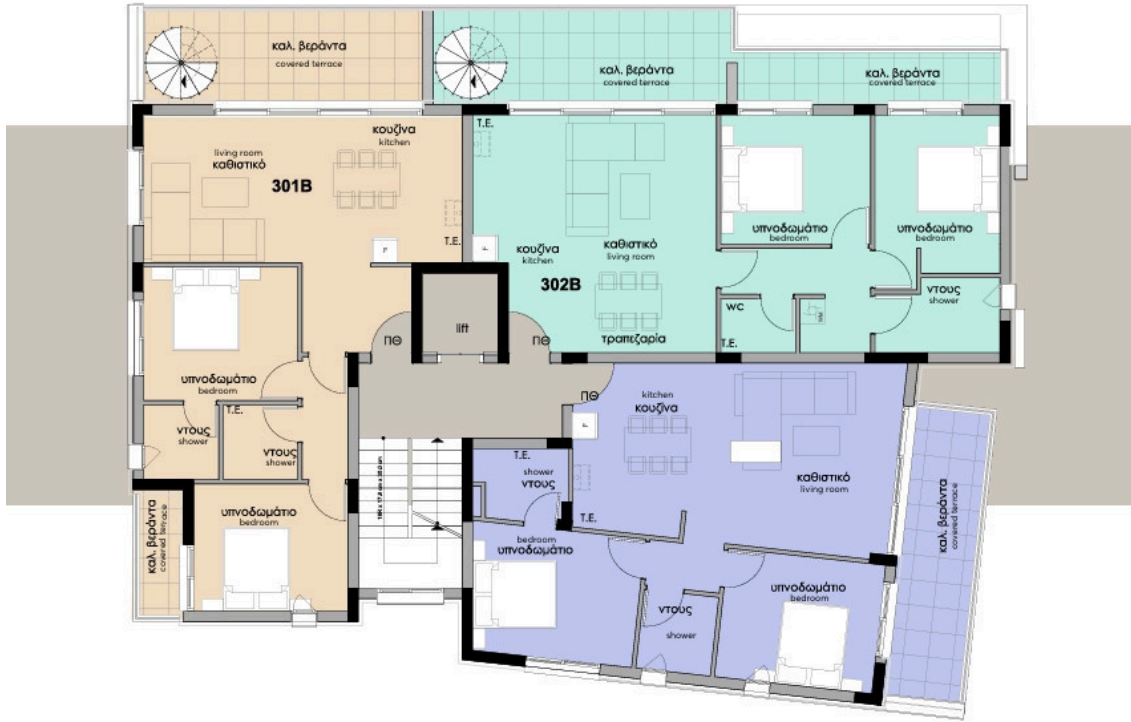 καλ. βεράντα
covered terrace
καλ. βεράντα
covered terrace
καλ. βεράντα
covered terrace
living room
καθιστικό
301B
κουζίνα
kitchen
T.E.
F
T.E.
F
κουζίνα
kitchen
καθιστικό
living room
302B
τραπεζαρία
υπνοδωμάτιο
bedroom
υπνοδωμάτιο
bedroom
ντους
shower
wc
T.E.
WM
lift
ΠΘ
ΠΘ
ΠΘ
υπνοδωμάτιο
bedroom
T.E.
ντους
shower
ντους
shower
υπνοδωμάτιο
bedroom
καλ. βεράντα
covered terrace
kitchen
κουζίνα
F
καθιστικό
living room
T.E.
shower
ντους
T.E.
bedroom
υπνοδωμάτιο
ντους
shower
υπνοδωμάτιο
bedroom
καλ. βεράντα
covered terrace